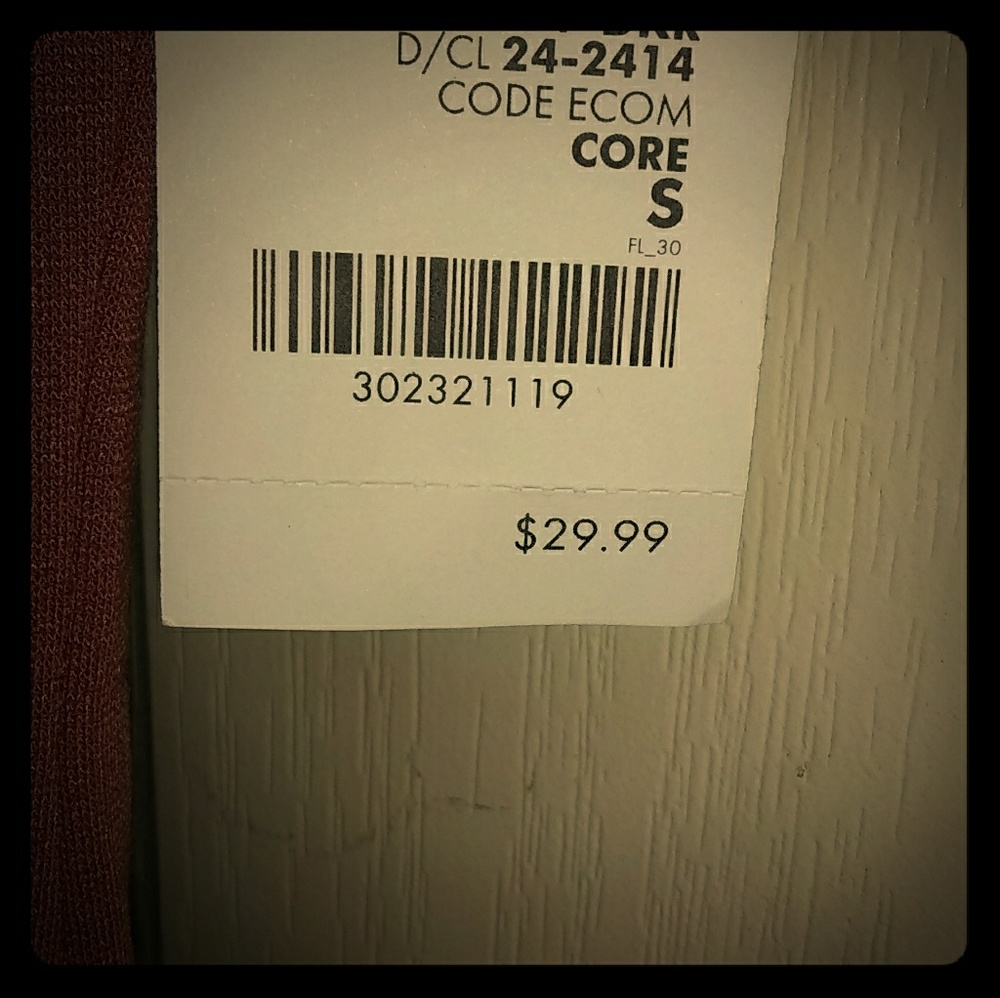 D/CL 24-2414
CODE ECOM
CORE
S
FL_30
302321119
$29.99